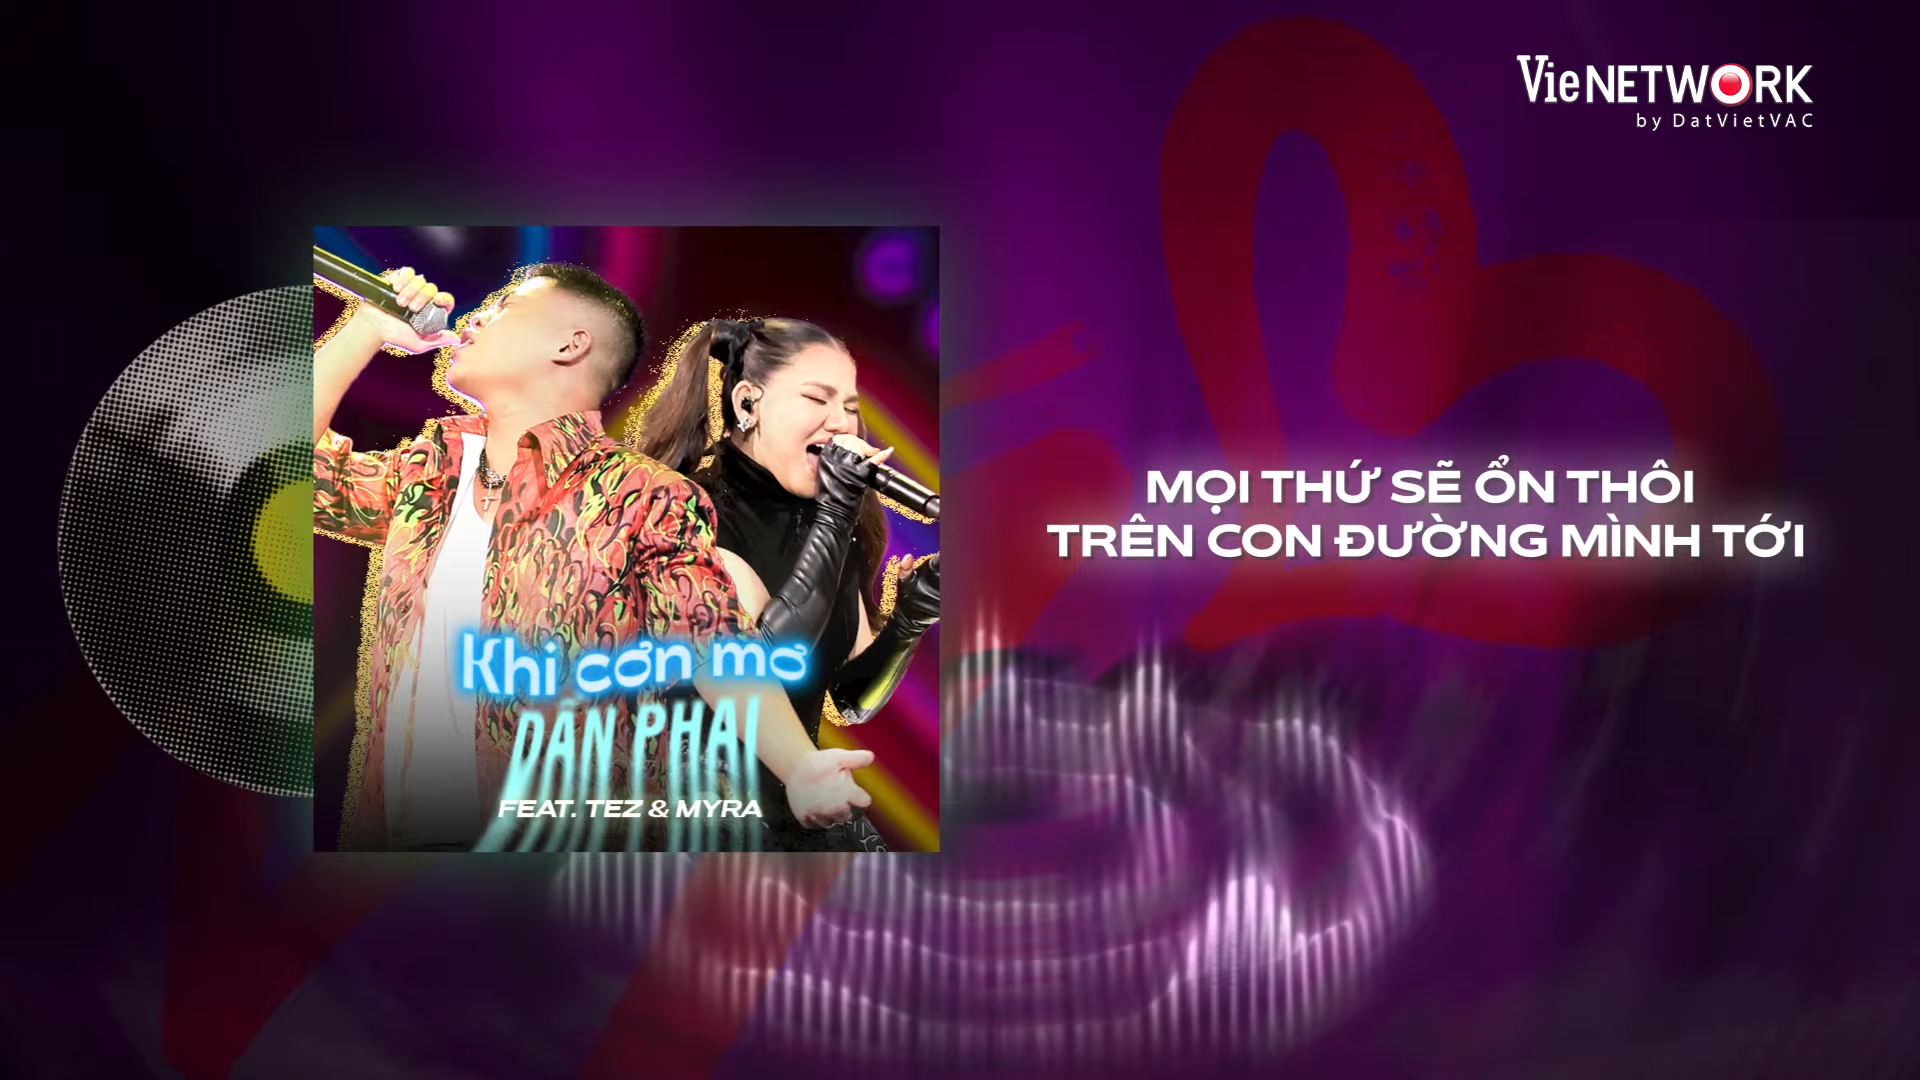 VieNETWORK
by DatVietVAC
MỌI THỨ SẼ ỔN THÔI
TRÊN CON ĐƯỜNG MÌNH TỚI
Khi cơn mơ
DẦN PHAI
FEAT. TEZ & MYRA